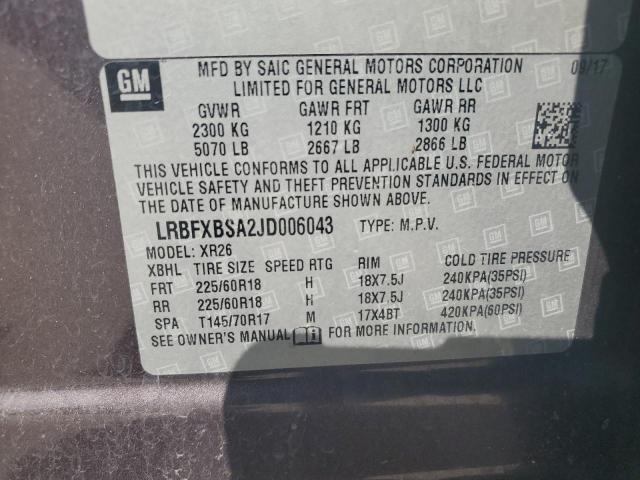 GM
MFD BY SAIC GENERAL MOTORS CORPORATION 09/17
LIMITED FOR GENERAL MOTORS LLC
GVWR GAWR FRT GAWR RR
2300 KG 1210 KG 1300 KG
5070 LB 2667 LB 2866 LB
THIS VEHICLE CONFORMS TO ALL APPLICABLE U.S. FEDERAL MOTOR
VEHICLE SAFETY AND THEFT PREVENTION STANDARDS IN EFFECT ON
THE DATE OF MANUFACTURE SHOWN ABOVE.
LRBFXBSA2JD006043 TYPE: M.P.V.
MODEL: XR26
XBHL TIRE SIZE SPEED RTG RIM COLD TIRE PRESSURE
FRT 225/60R18 H 18X7.5J 240KPA(35PSI)
RR 225/60R18 H 18X7.5J 240KPA(35PSI)
SPA T145/70R17 M 17X4BT 420KPA(60PSI)
SEE OWNER'S MANUAL FOR MORE INFORMATION.